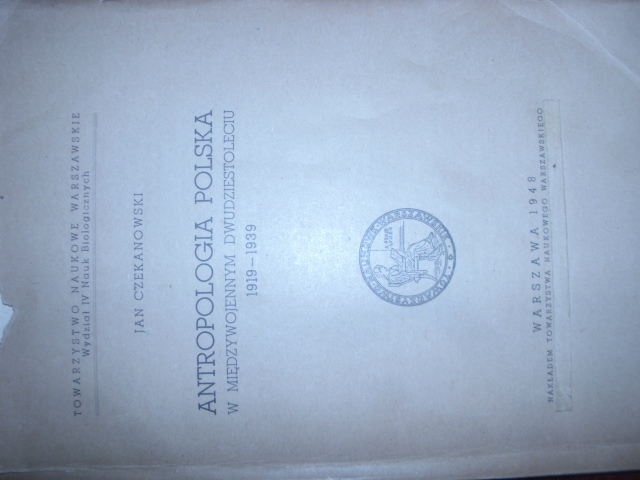 TOWARZYSTWO NAUKOWE WARSZAWSKIE
Wydział IV Nauk Biologicznych
JAN CZEKANOWSKI
ANTROPOLOGIA POLSKA
W MIĘDZYWOJENNYM DWUDZIESTOLECIU
1919—1939
WARSZAWA 1948
NAKŁADEM TOWARZYSTWA NAUKOWEGO WARSZAWSKIEGO